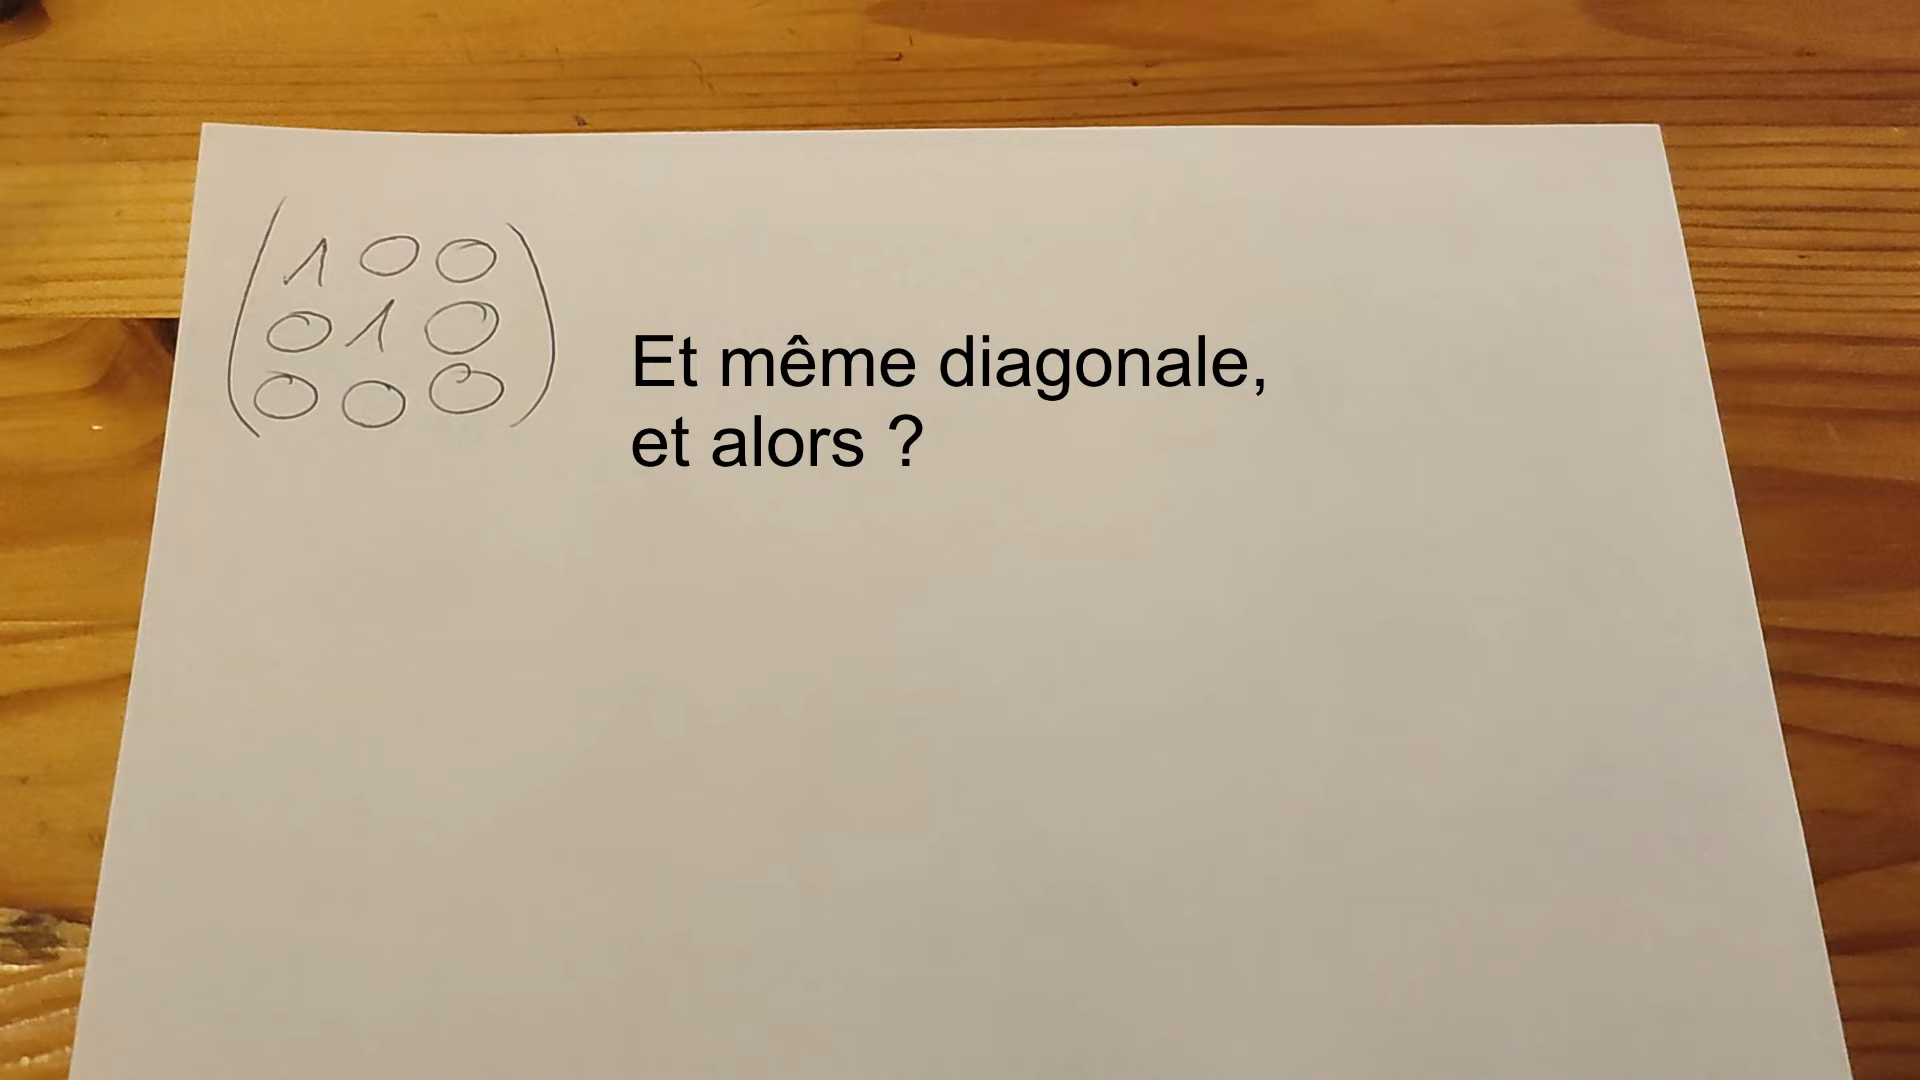 1 0 0
0 1 0
0 0 0
Et même diagonale,
et alors ?